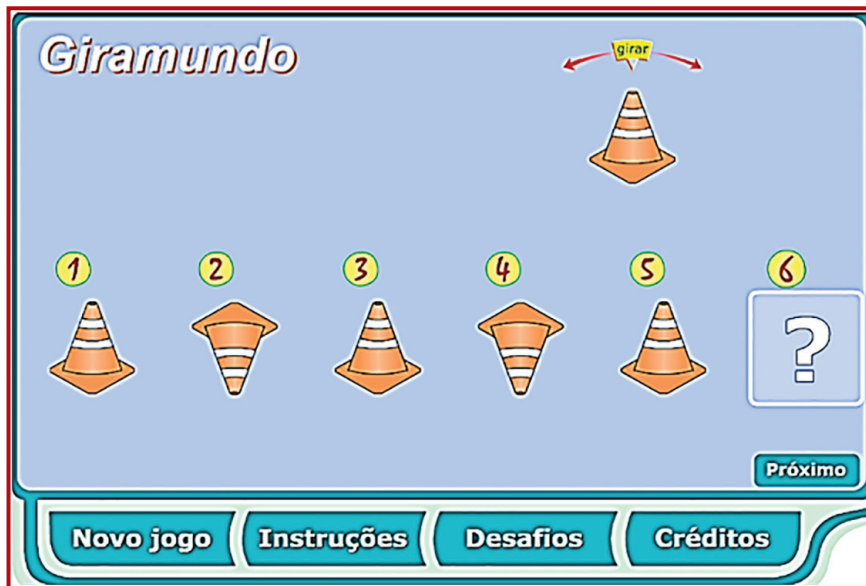 Giramundo
girar
1 2 3 4 5 6
?
Próximo
Novo jogo Instruções Desafios Créditos